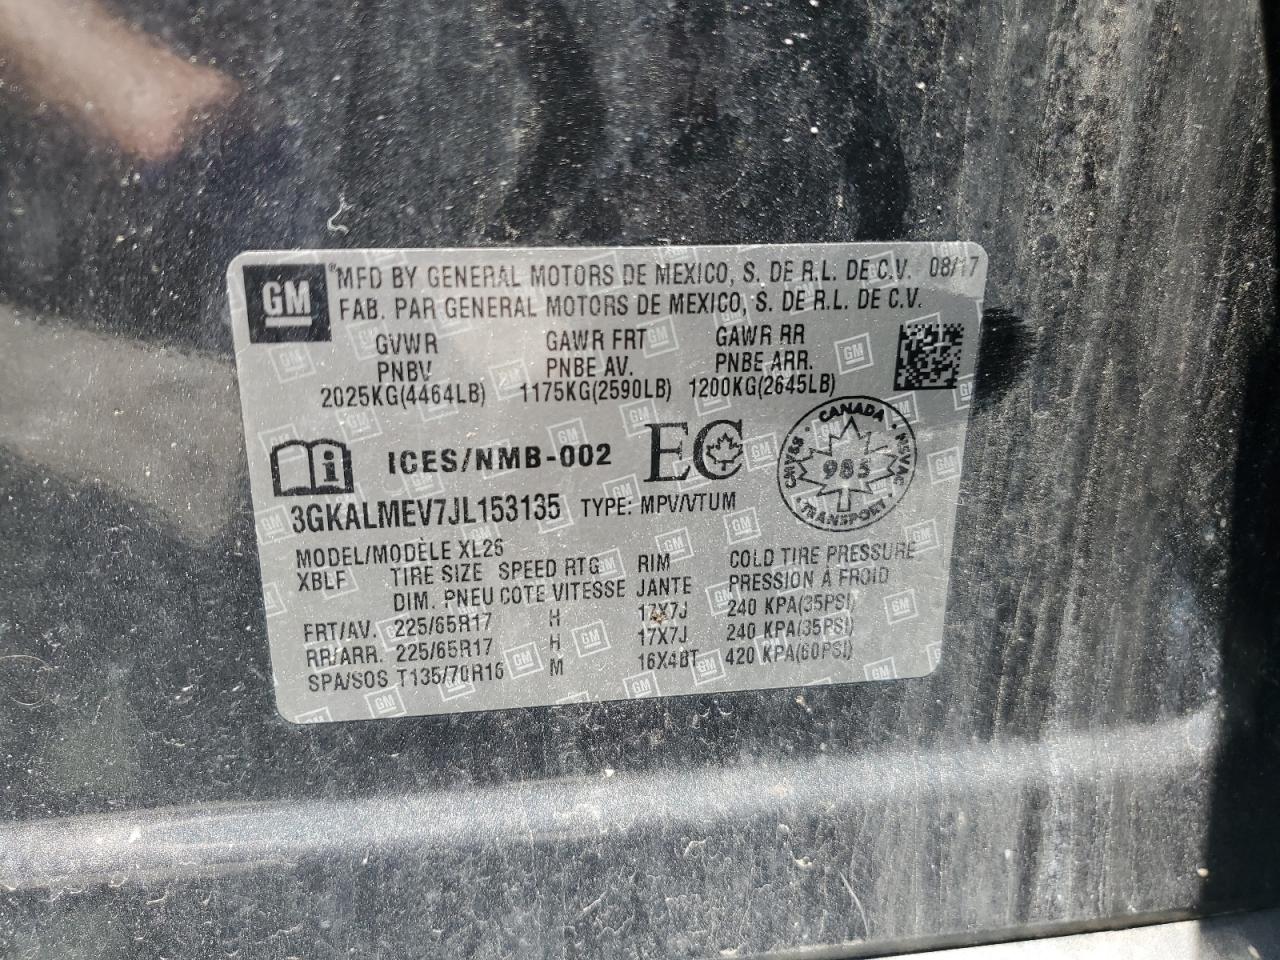 GM
MFD BY GENERAL MOTORS DE MEXICO, S. DE R.L. DE C.V. 08/17
FAB. PAR GENERAL MOTORS DE MEXICO, S. DE R.L. DE C.V.
GVWR GAWR FRT GAWR RR
PNBV PNBE AV. PNBE ARR.
2025KG(4464LB) 1175KG(2590LB) 1200KG(2645LB)
i ICES/NMB-002 EC
CANADA
CMVSS 985 NSVAC
TRANSPORT
3GKALMEV7JL153135 TYPE: MPV/VTUM
MODEL/MODÈLE XL26
XBLF TIRE SIZE SPEED RTG RIM COLD TIRE PRESSURE
DIM. PNEU COTE VITESSE JANTE PRESSION À FROID
FRT/AV. 225/65R17 H 17X7J 240 KPA(35PSI)
RR/ARR. 225/65R17 H 17X7J 240 KPA(35PSI)
SPA/SOS T135/70R16 M 16X4BT 420 KPA(60PSI)